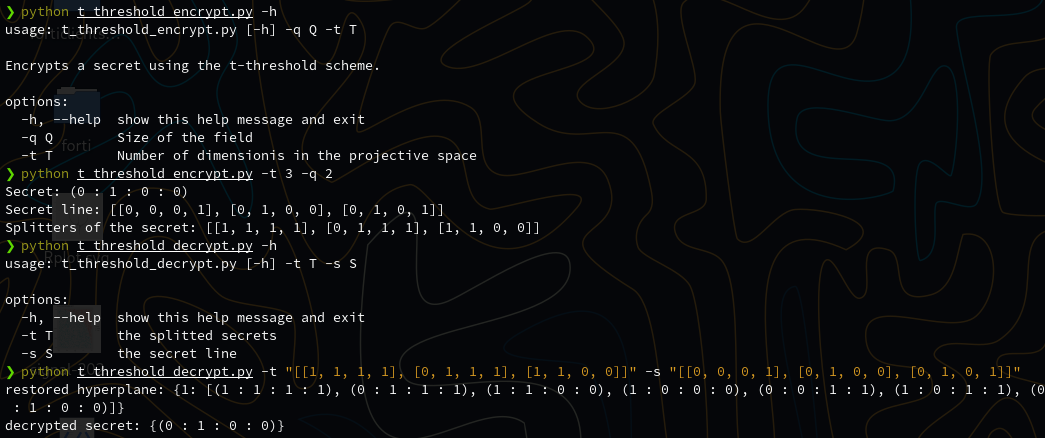 ❯ python t_threshold_encrypt.py -h
usage: t_threshold_encrypt.py [-h] -q Q -t T
Encrypts a secret using the t-threshold scheme.
options:
-h, --help show this help message and exit
-q Q Size of the field
forti
-t T Number of dimensionis in the projective space
❯ python t_threshold_encrypt.py -t 3 -q 2
Secret: (0 : 1 : 0 : 0)
Secret line: [[0, 0, 0, 1], [0, 1, 0, 0], [0, 1, 0, 1]]
Splitters of the secret: [[1, 1, 1, 1], [0, 1, 1, 1], [1, 1, 0, 0]]
❯ python t_threshold_decrypt.py -h
usage: t_threshold_decrypt.py [-h] -t T -s S
options:
-h, --help show this help message and exit
-t T the splitted secrets
-s S the secret line
❯ python t_threshold_decrypt.py -t "[[1, 1, 1, 1], [0, 1, 1, 1], [1, 1, 0, 0]]" -s "[[0, 0, 0, 1], [0, 1, 0, 0], [0, 1, 0, 1]]"
restored hyperplane: {1: [(1 : 1 : 1 : 1), (0 : 1 : 1 : 1), (1 : 1 : 0 : 0), (1 : 0 : 0 : 0), (0 : 0 : 1 : 1), (1 : 0 : 1 : 1), (0
: 1 : 0 : 0)]}
decrypted secret: {(0 : 1 : 0 : 0)}